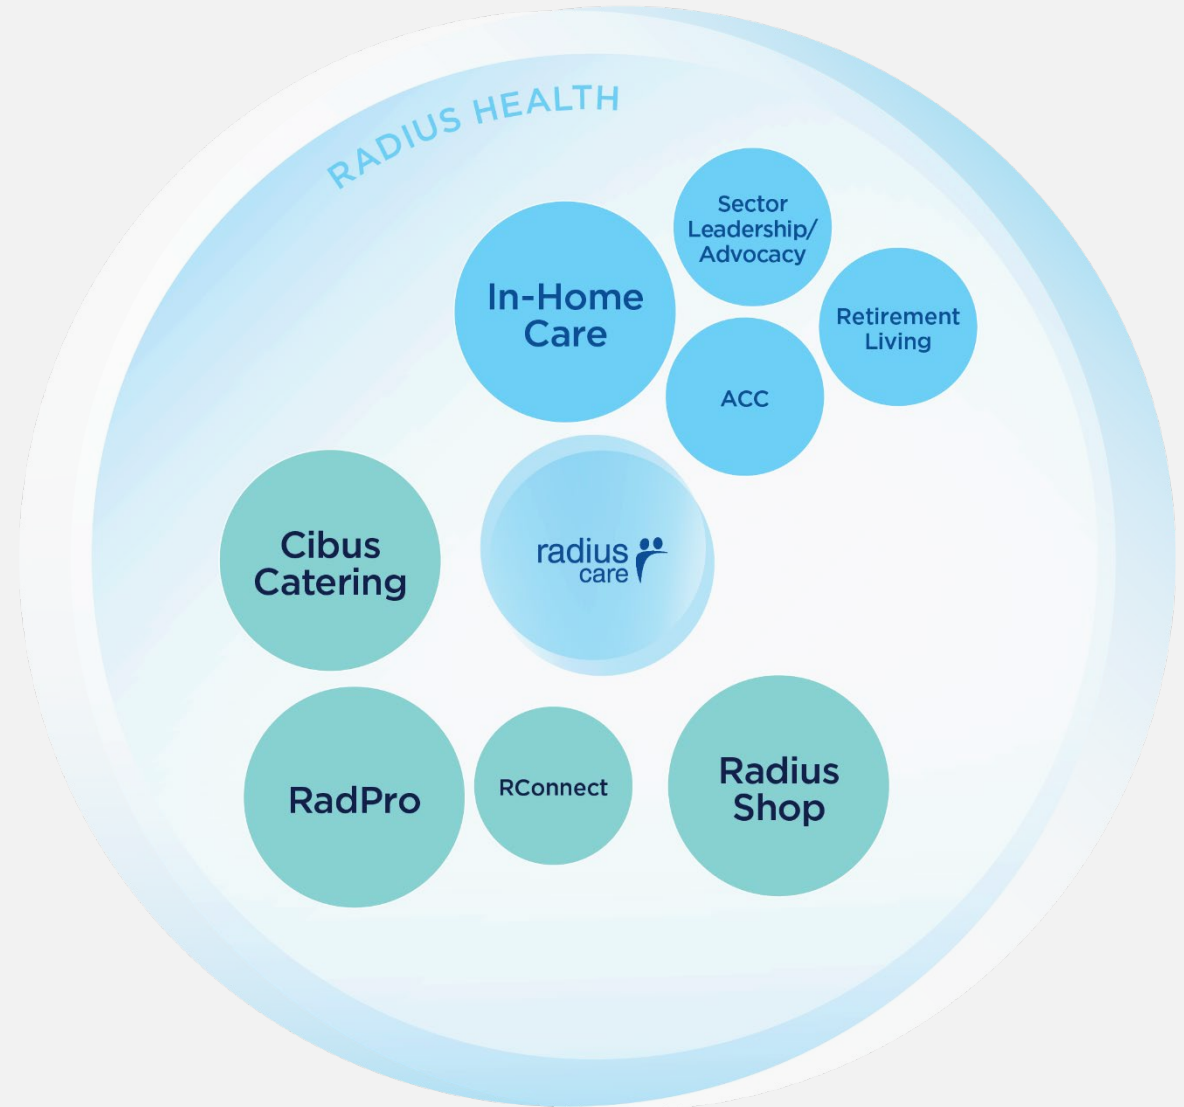 RADIUS HEALTH
Sector
Leadership/
Advocacy
In-Home
Care
Retirement
Living
ACC
Cibus
Catering
radius
care
RadPro
RConnect
Radius
Shop